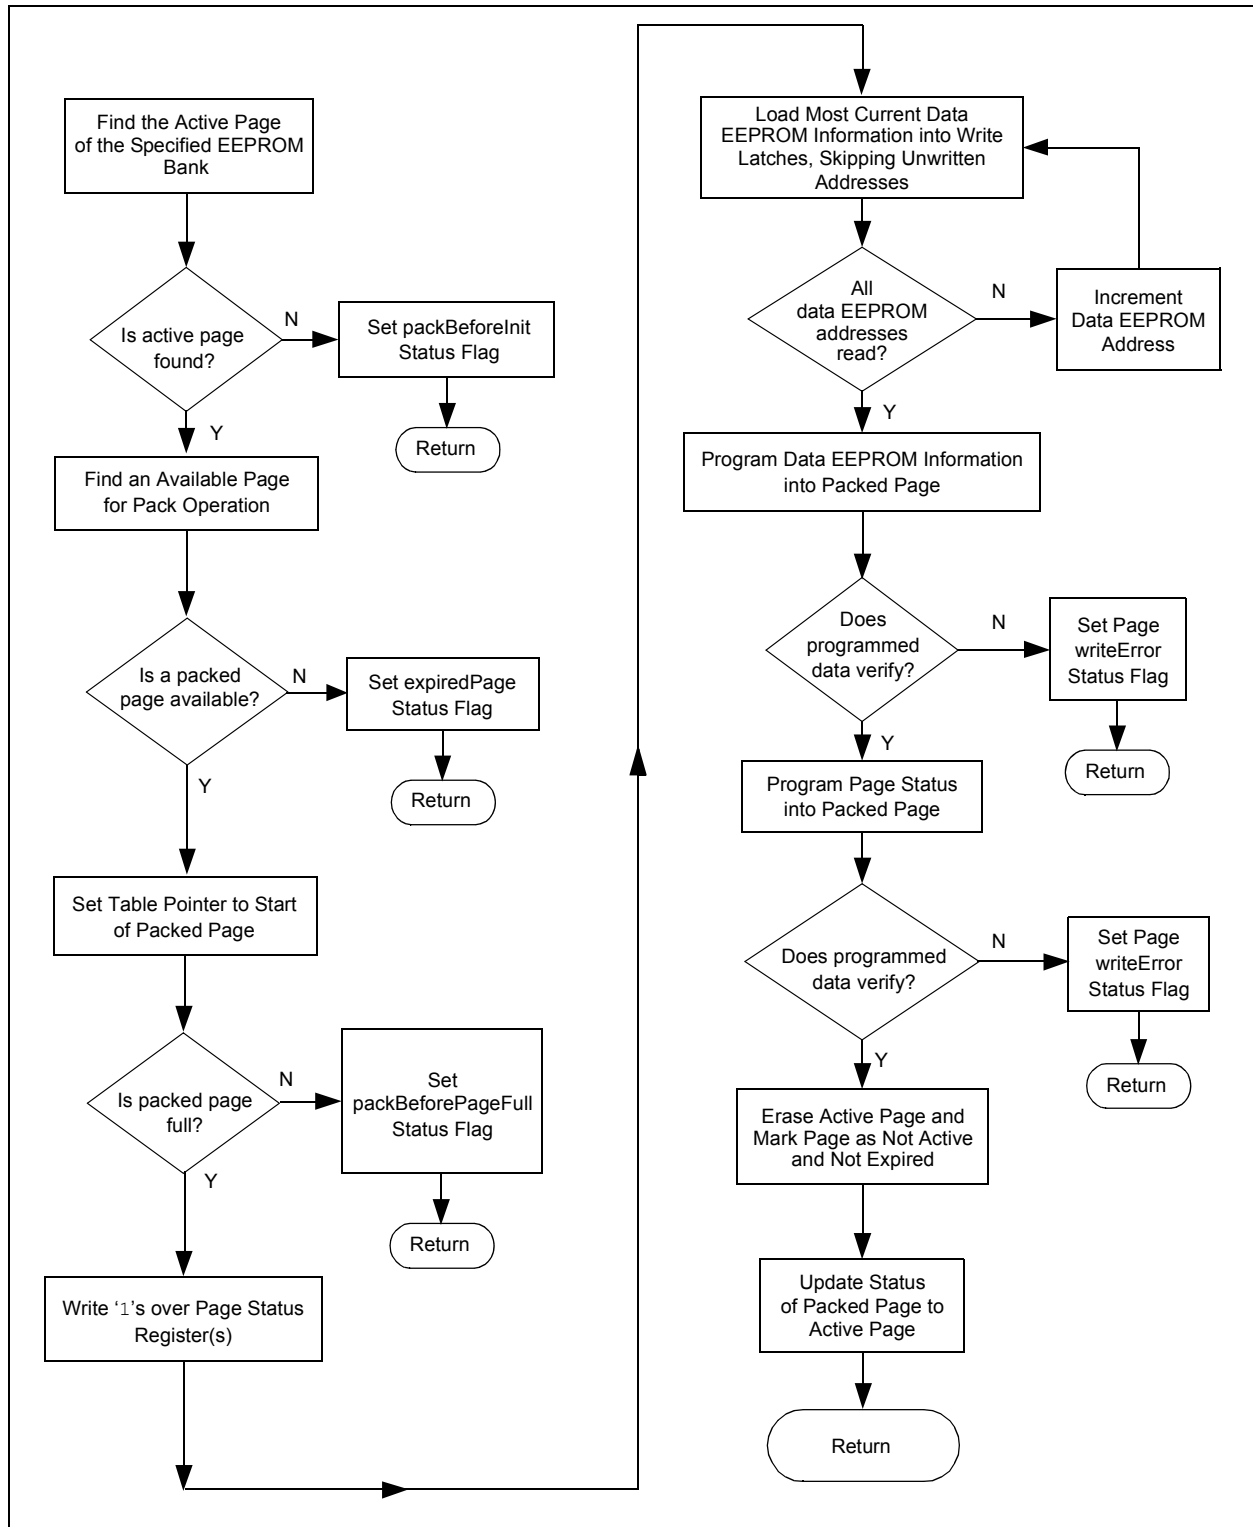 Find the Active Page
of the Specified EEPROM
Bank
Is active page
found?
N
Set packBeforeInit
Status Flag
Return
Y
Find an Available Page
for Pack Operation
Is a packed
page available?
N
Set expiredPage
Status Flag
Return
Y
Set Table Pointer to Start
of Packed Page
Is packed page
full?
N
Set
packBeforePageFull
Status Flag
Return
Y
Write ‘1’s over Page Status
Register(s)
Load Most Current Data
EEPROM Information into Write
Latches, Skipping Unwritten
Addresses
All
data EEPROM
addresses
read?
N
Increment
Data EEPROM
Address
Y
Program Data EEPROM Information
into Packed Page
Does
programmed
data verify?
N
Set Page
writeError
Status Flag
Return
Y
Program Page Status
into Packed Page
Does programmed
data verify?
N
Set Page
writeError
Status Flag
Return
Y
Erase Active Page and
Mark Page as Not Active
and Not Expired
Update Status
of Packed Page to
Active Page
Return